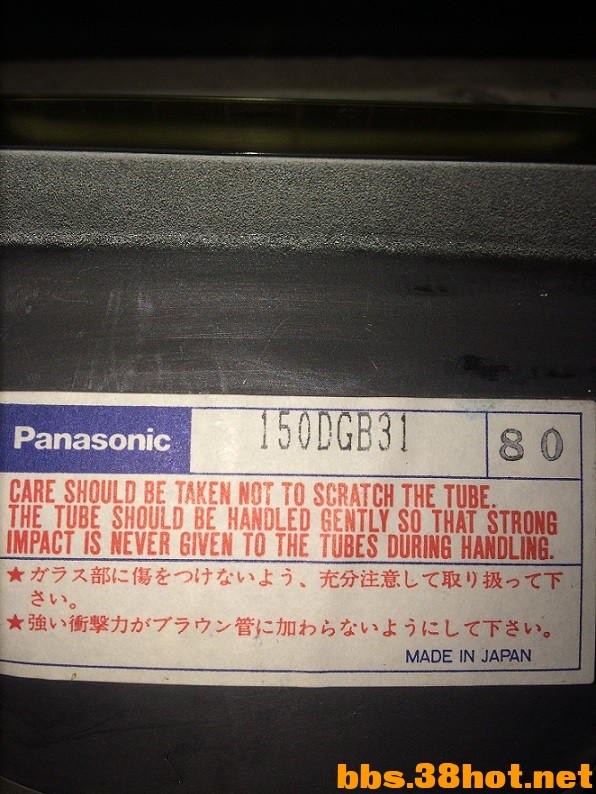 Panasonic 150DGB31 80
CARE SHOULD BE TAKEN NOT TO SCRATCH THE TUBE.
THE TUBE SHOULD BE HANDLED GENTLY SO THAT STRONG
IMPACT IS NEVER GIVEN TO THE TUBES DURING HANDLING.
★ガラス部に傷をつけないよう、充分注意して取り扱って下
さい。
★強い衝撃力がブラウン管に加わらないようにして下さい。
MADE IN JAPAN
bbs.38hot.net